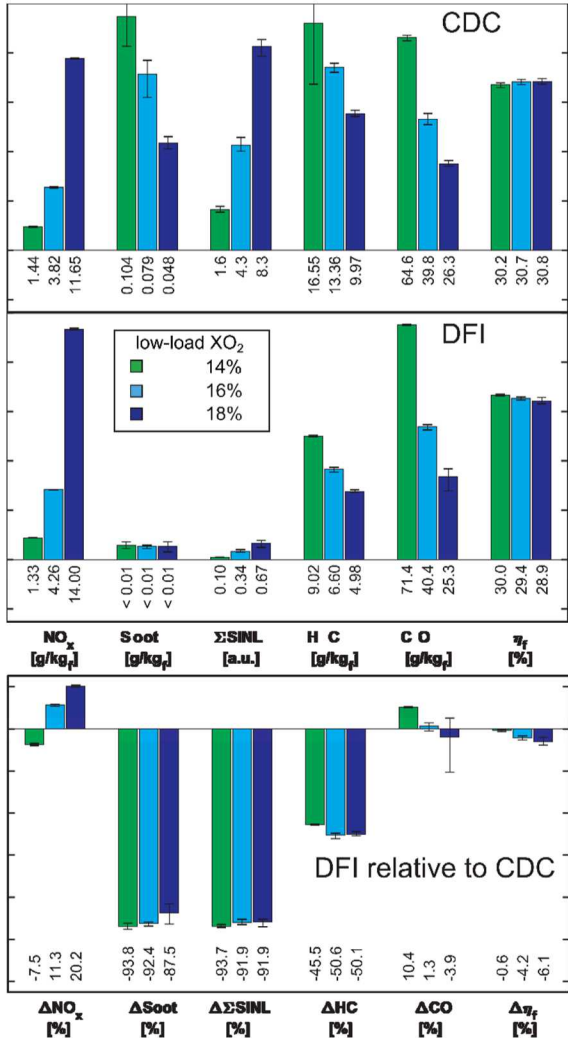 CDC
1.44 3.82 11.65 0.104 0.079 0.048 1.6 4.3 8.3 16.55 13.36 9.97 64.6 39.8 26.3 30.2 30.7 30.8
DFI
low-load XO₂
14%
16%
18%
1.33 4.26 14.00 < 0.01 < 0.01 < 0.01 0.10 0.34 0.67 9.02 6.60 4.98 71.4 40.4 25.3 30.0 29.4 28.9
NOₓ Soot ΣSINL HC CO η_f
[g/kg_f] [g/kg_f] [a.u.] [g/kg_f] [g/kg_f] [%]
DFI relative to CDC
-7.5 11.3 20.2 -93.8 -92.4 -87.5 -93.7 -91.9 -91.9 -45.5 -50.6 -50.1 10.4 1.3 -3.9 -0.6 -4.2 -6.1
ΔNOₓ ΔSoot ΔΣSINL ΔHC ΔCO Δη_f
[%] [%] [%] [%] [%] [%]